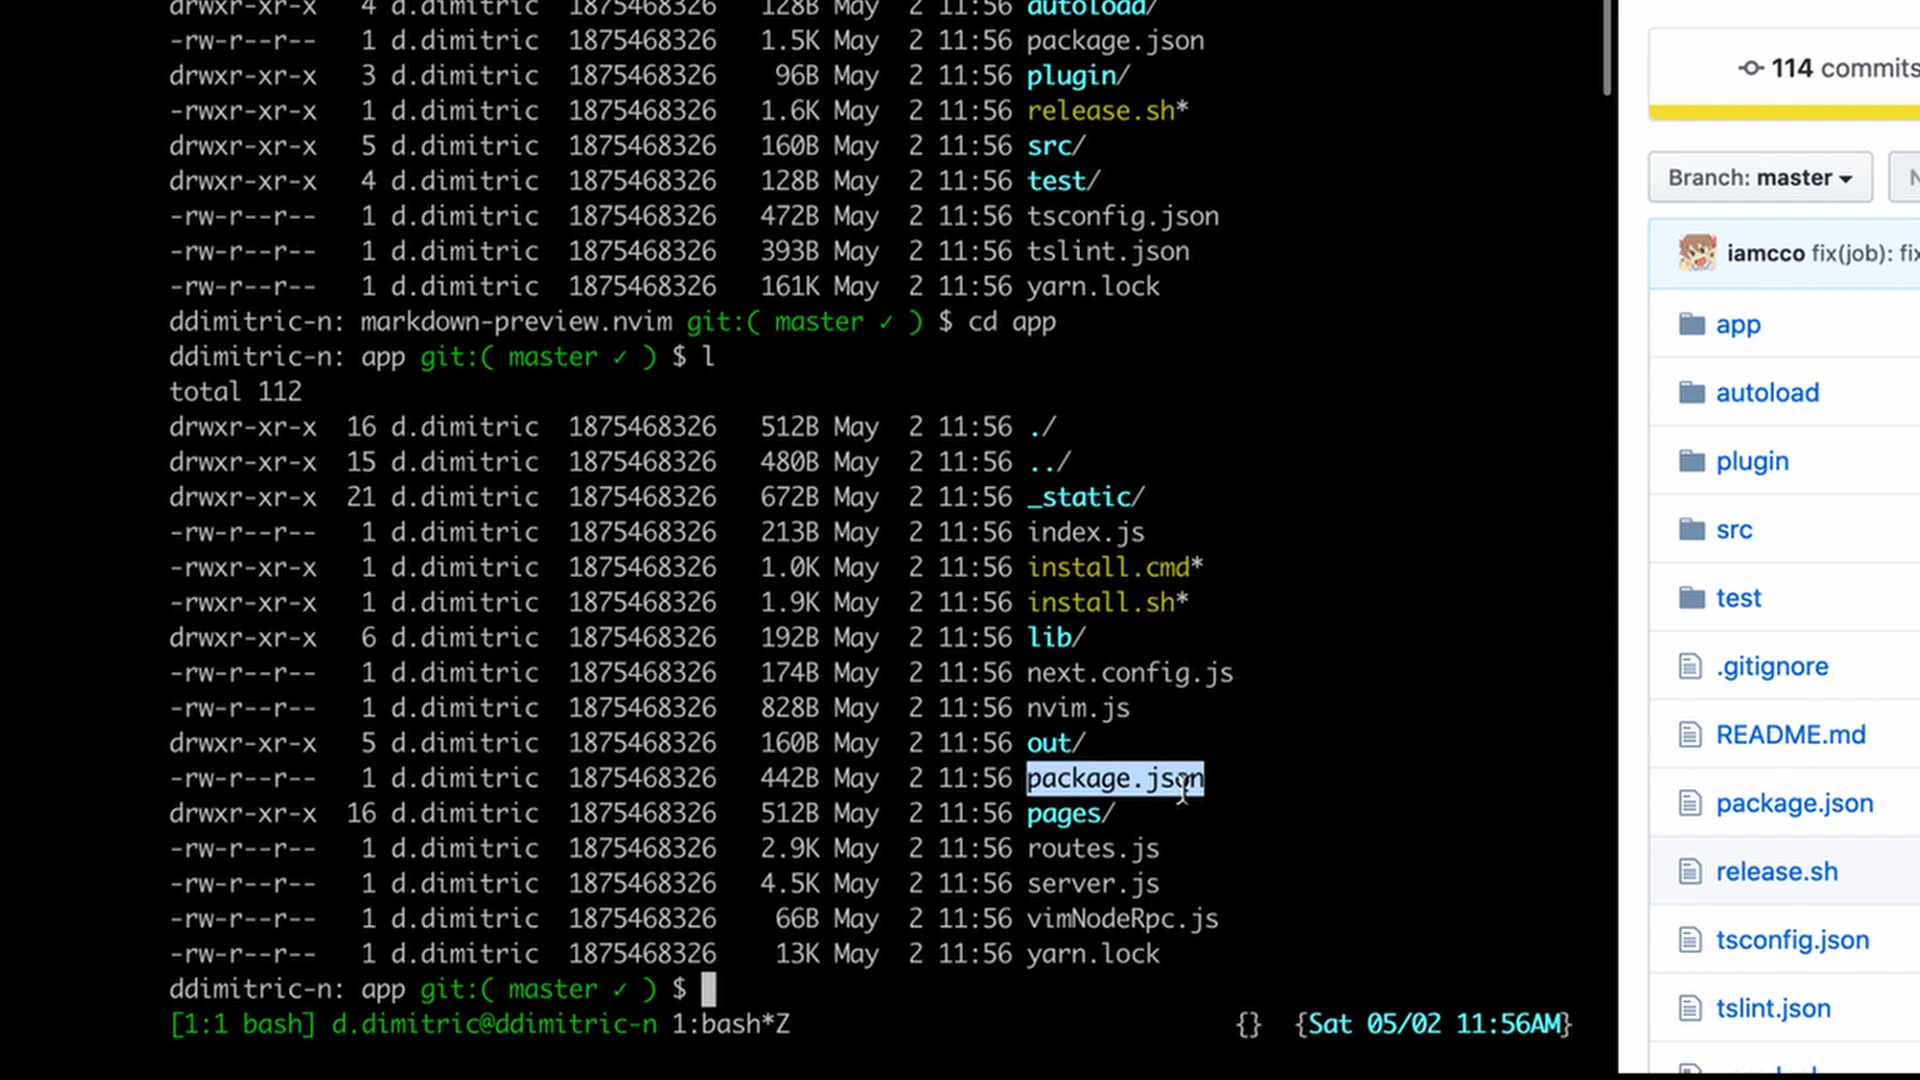 drwxr-xr-x 4 d.dimitric 1875468326 128B May 2 11:56 autoload/
-rw-r--r-- 1 d.dimitric 1875468326 1.5K May 2 11:56 package.json
drwxr-xr-x 3 d.dimitric 1875468326 96B May 2 11:56 plugin/
-rwxr-xr-x 1 d.dimitric 1875468326 1.6K May 2 11:56 release.sh*
drwxr-xr-x 5 d.dimitric 1875468326 160B May 2 11:56 src/
drwxr-xr-x 4 d.dimitric 1875468326 128B May 2 11:56 test/
-rw-r--r-- 1 d.dimitric 1875468326 472B May 2 11:56 tsconfig.json
-rw-r--r-- 1 d.dimitric 1875468326 393B May 2 11:56 tslint.json
-rw-r--r-- 1 d.dimitric 1875468326 161K May 2 11:56 yarn.lock
ddimitric-n: markdown-preview.nvim git:( master ✓ ) $ cd app
ddimitric-n: app git:( master ✓ ) $ l
total 112
drwxr-xr-x 16 d.dimitric 1875468326 512B May 2 11:56 ./
drwxr-xr-x 15 d.dimitric 1875468326 480B May 2 11:56 ../
drwxr-xr-x 21 d.dimitric 1875468326 672B May 2 11:56 _static/
-rw-r--r-- 1 d.dimitric 1875468326 213B May 2 11:56 index.js
-rwxr-xr-x 1 d.dimitric 1875468326 1.0K May 2 11:56 install.cmd*
-rwxr-xr-x 1 d.dimitric 1875468326 1.9K May 2 11:56 install.sh*
drwxr-xr-x 6 d.dimitric 1875468326 192B May 2 11:56 lib/
-rw-r--r-- 1 d.dimitric 1875468326 174B May 2 11:56 next.config.js
-rw-r--r-- 1 d.dimitric 1875468326 828B May 2 11:56 nvim.js
drwxr-xr-x 5 d.dimitric 1875468326 160B May 2 11:56 out/
-rw-r--r-- 1 d.dimitric 1875468326 442B May 2 11:56 package.json
drwxr-xr-x 16 d.dimitric 1875468326 512B May 2 11:56 pages/
-rw-r--r-- 1 d.dimitric 1875468326 2.9K May 2 11:56 routes.js
-rw-r--r-- 1 d.dimitric 1875468326 4.5K May 2 11:56 server.js
-rw-r--r-- 1 d.dimitric 1875468326 66B May 2 11:56 vimNodeRpc.js
-rw-r--r-- 1 d.dimitric 1875468326 13K May 2 11:56 yarn.lock
ddimitric-n: app git:( master ✓ ) $
[1:1 bash] d.dimitric@ddimitric-n 1:bash*Z {} {Sat 05/02 11:56AM}
114 commits
Branch: master
iamcco fix(job): fix
app
autoload
plugin
src
test
.gitignore
README.md
package.json
release.sh
tsconfig.json
tslint.json